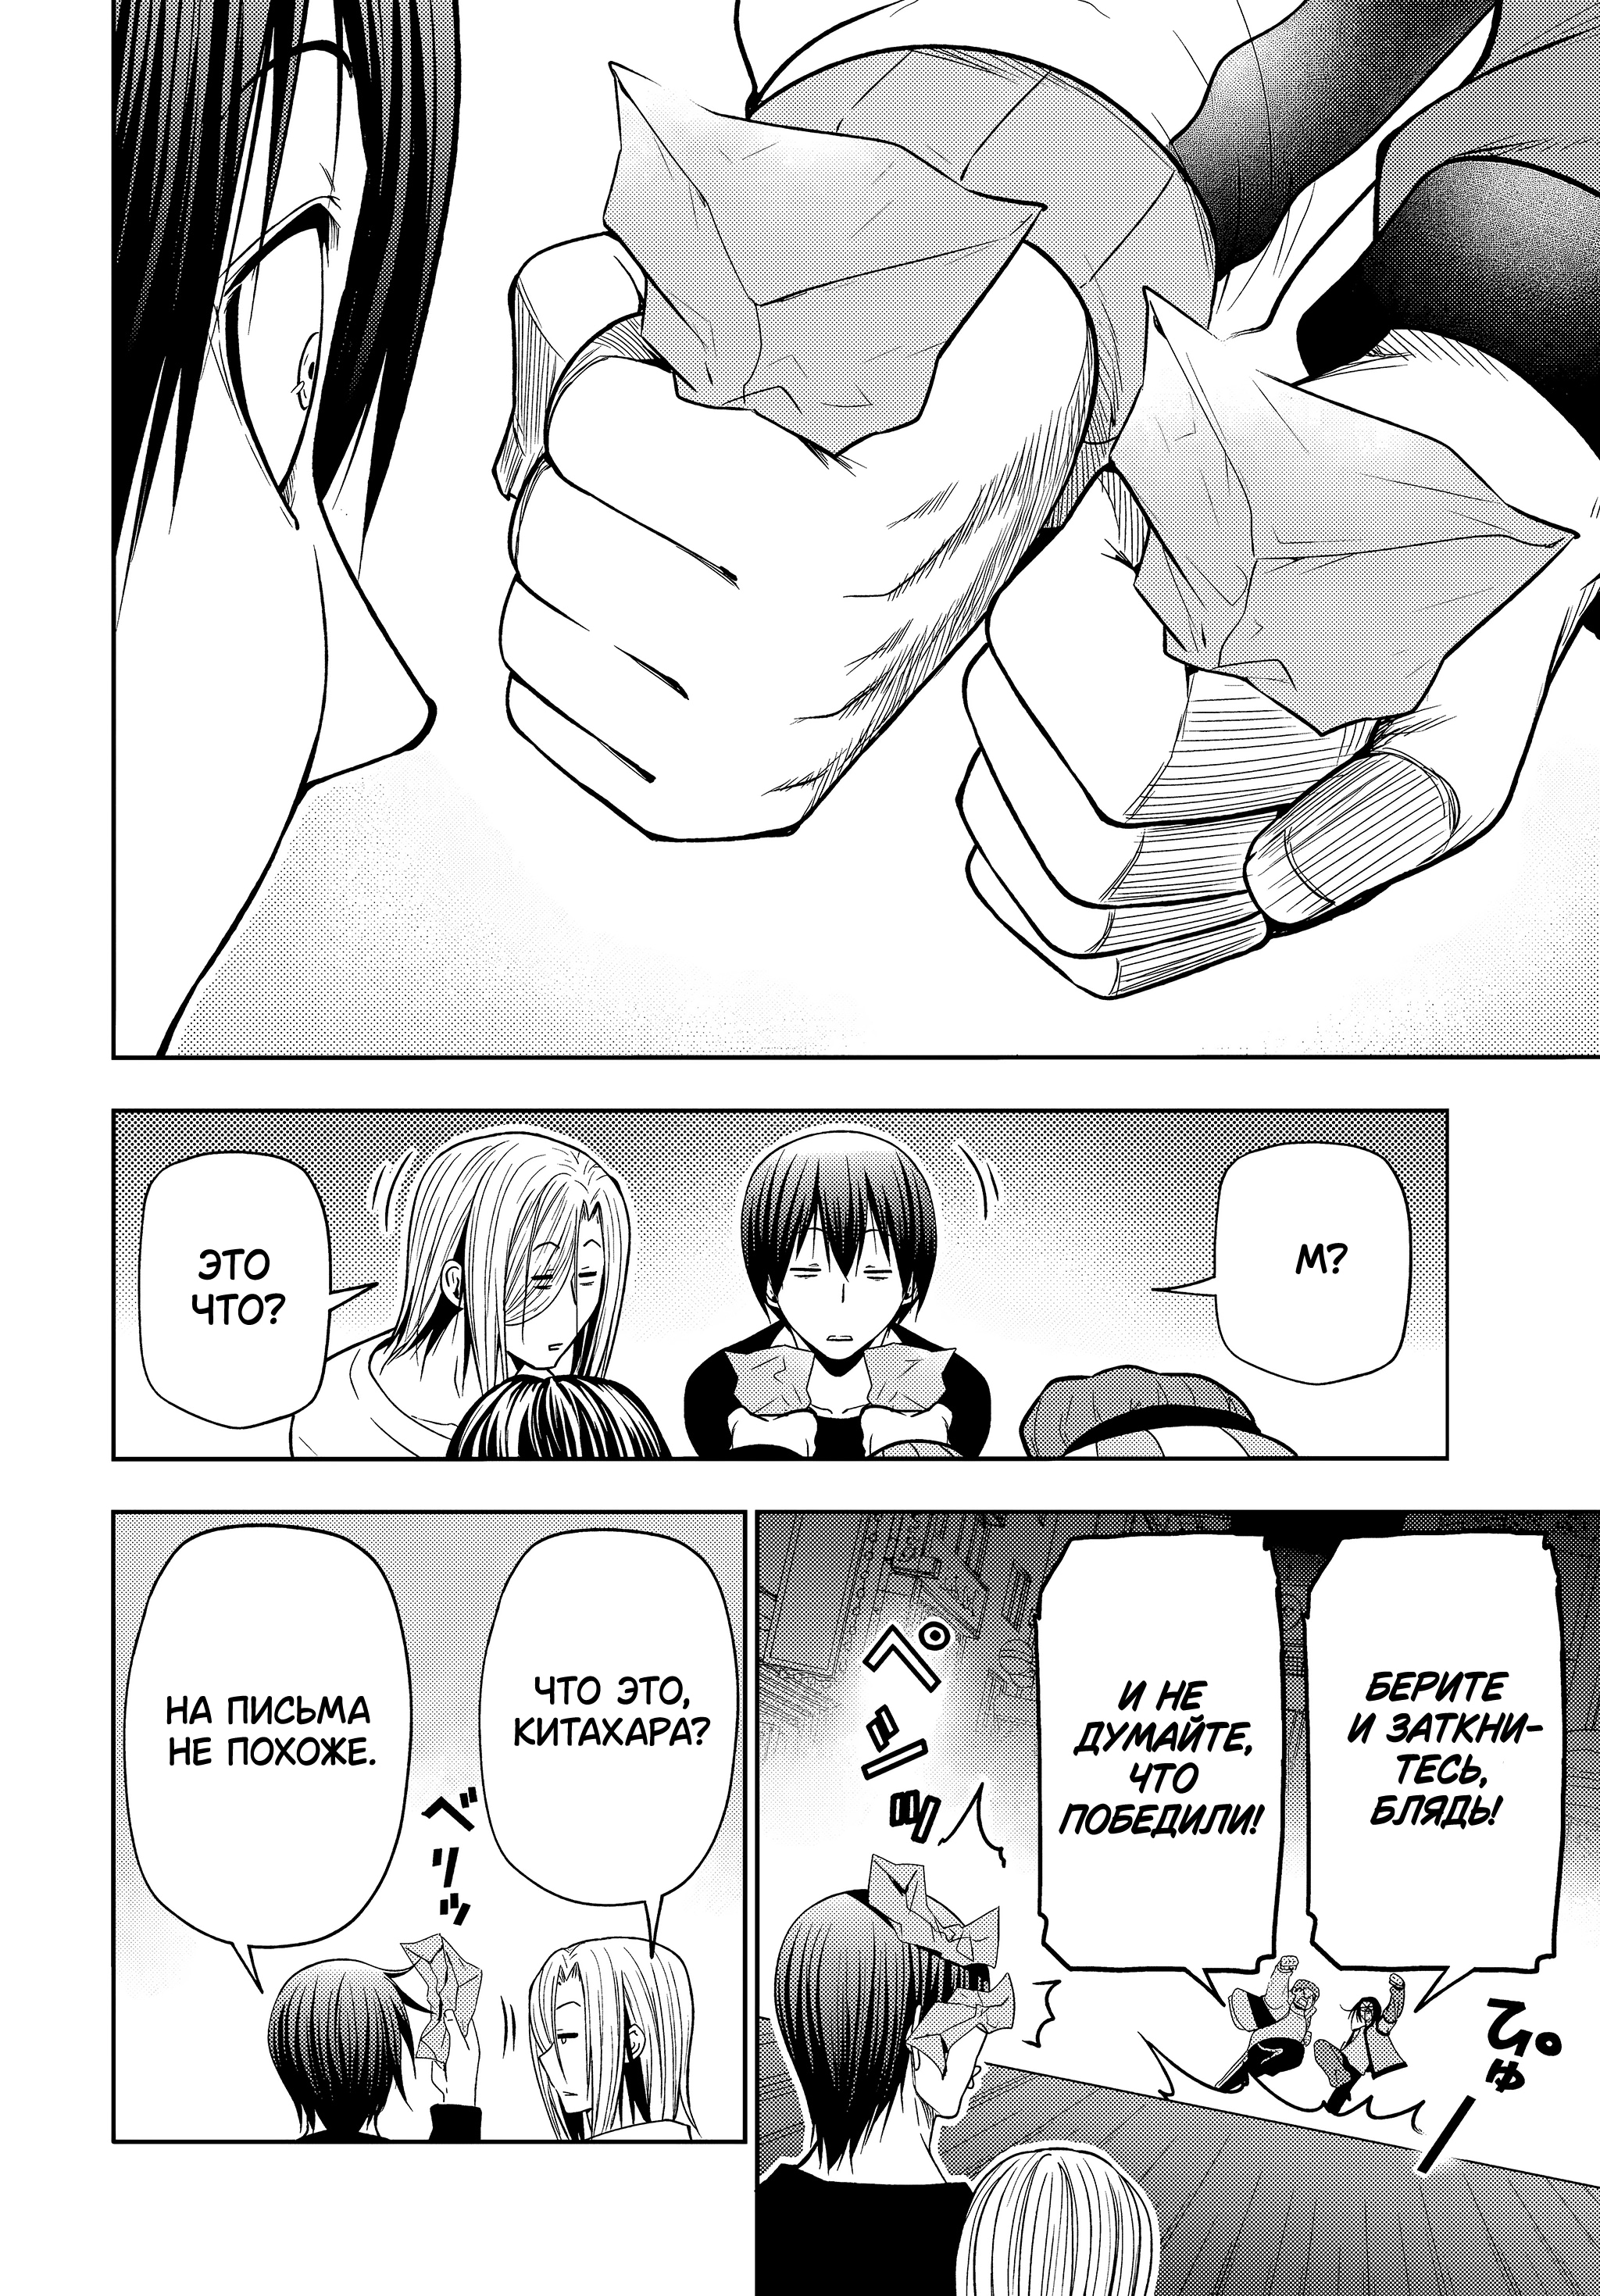 М?
ЭТО
ЧТО?
БЕРИТЕ
И ЗАТКНИ-
ТЕСЬ,
БЛЯДЬ!
И НЕ
ДУМАЙТЕ,
ЧТО
ПОБЕДИЛИ!
ぴゅー
ペシッ
ЧТО ЭТО,
КИТАХАРА?
НА ПИСЬМА
НЕ ПОХОЖЕ.
ベリッ